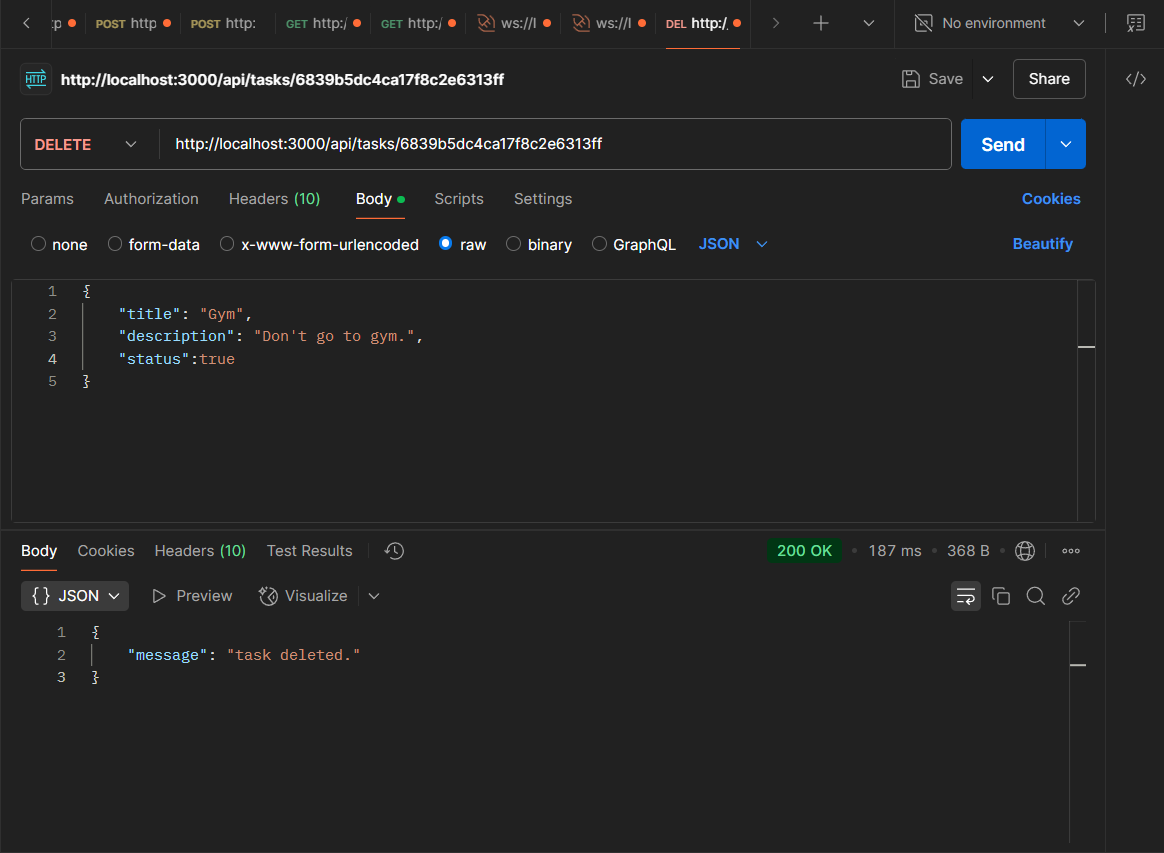 tp POST http POST http: GET http:/ GET http:/ ws://l ws://l DEL http:/. No environment
HTTP http://localhost:3000/api/tasks/6839b5dc4ca17f8c2e6313ff Save Share </>
DELETE http://localhost:3000/api/tasks/6839b5dc4ca17f8c2e6313ff Send
Params Authorization Headers (10) Body Scripts Settings Cookies
none form-data x-www-form-urlencoded raw binary GraphQL JSON Beautify
1 {
2 "title": "Gym",
3 "description": "Don't go to gym.",
4 "status":true
5 }
Body Cookies Headers (10) Test Results 200 OK 187 ms 368 B
{} JSON Preview Visualize
1 {
2 "message": "task deleted."
3 }